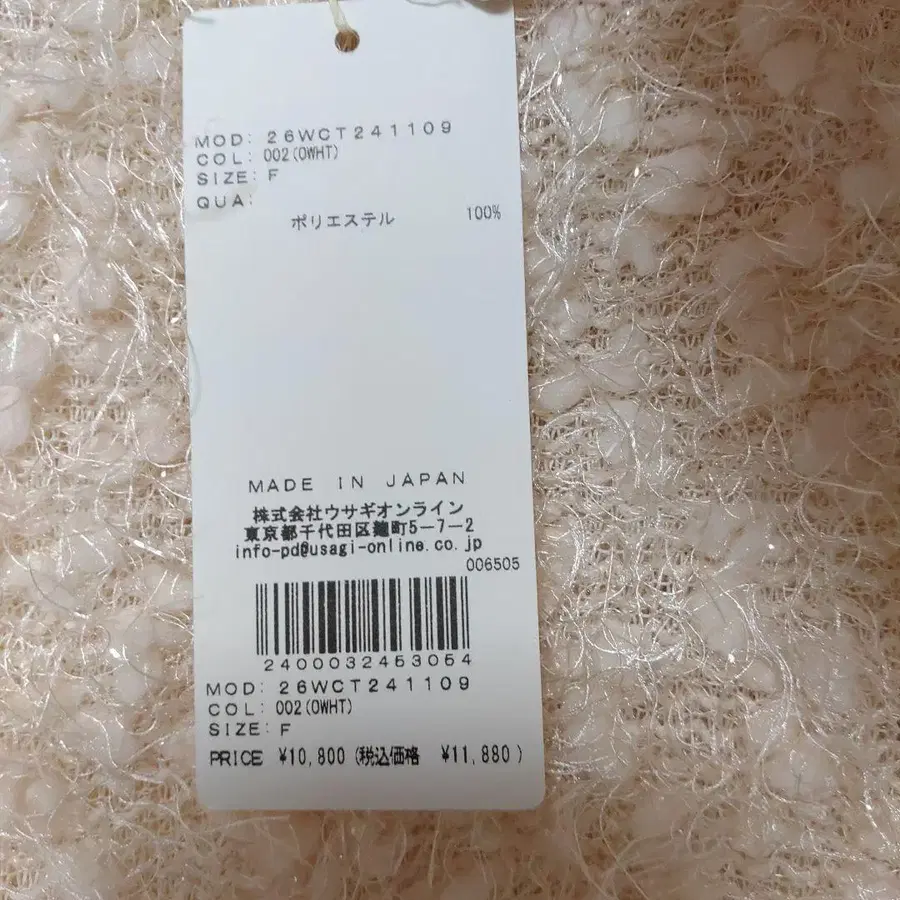 MOD: 26WCT241109
COL: 002(OWHT)
SIZE: F
QUA:
ポリエステル 100%
MADE IN JAPAN
株式会社ウサギオンライン
東京都千代田区麹町5-7-2
info-pd@usagi-online.co.jp
006505
2400032453054
MOD: 26WCT241109
COL: 002(OWHT)
SIZE: F
PRICE ¥10,800 (税込価格 ¥11,880)